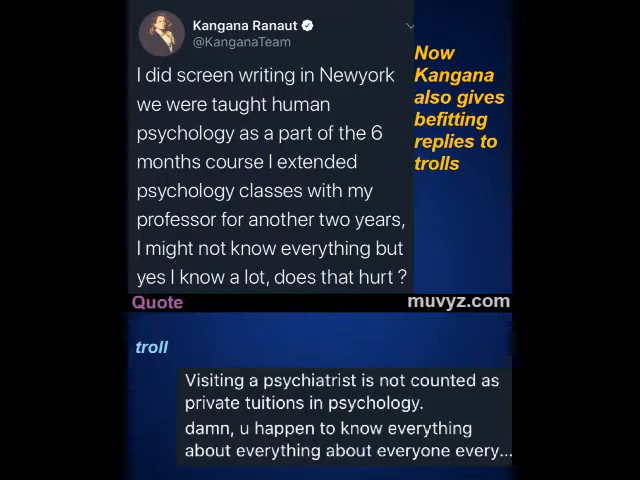 Kangana Ranaut
@KanganaTeam
I did screen writing in Newyork
we were taught human
psychology as a part of the 6
months course I extended
psychology classes with my
professor for another two years,
I might not know everything but
yes I know a lot, does that hurt ?
Now
Kangana
also gives
befitting
replies to
trolls
Quote
muvyz.com
troll
Visiting a psychiatrist is not counted as
private tuitions in psychology.
damn, u happen to know everything
about everything about everyone every...